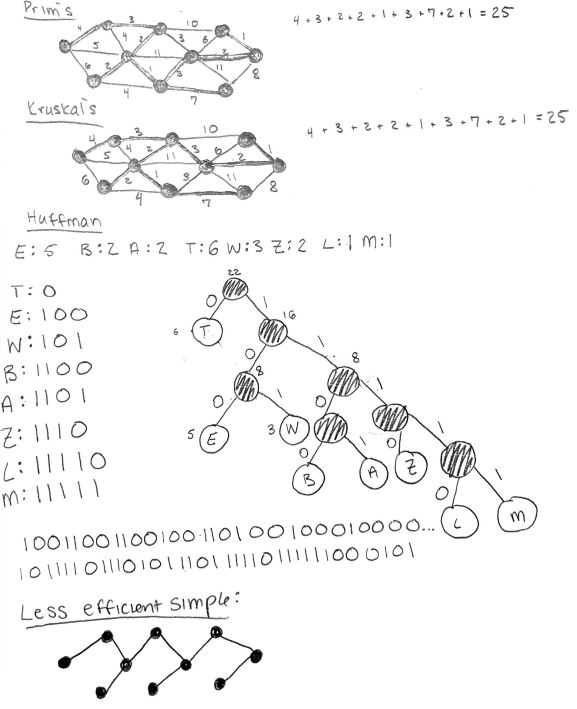 Prim's
4+3+2+2+1+3+7+2+1=25
4 3 10
5 4 2 3 6 1
11 2
6 2 1 3 11 8
4 7
Kruskal's
4+3+2+2+1+3+7+2+1=25
4 3 10
5 4 2 3 6 1
11 2
6 2 1 3 11 8
4 7
Huffman
E:5 B:2 A:2 T:6 W:3 Z:2 L:1 M:1
T:0
E:100
W:101
B:1100
A:1101
Z:1110
L:11110
M:11111
22
0 1
6 T 16
0 1
8 8
0 1 0 1
5 E 3 W
0 1 0 1
B A Z
0 1
L M
Less efficient simple: